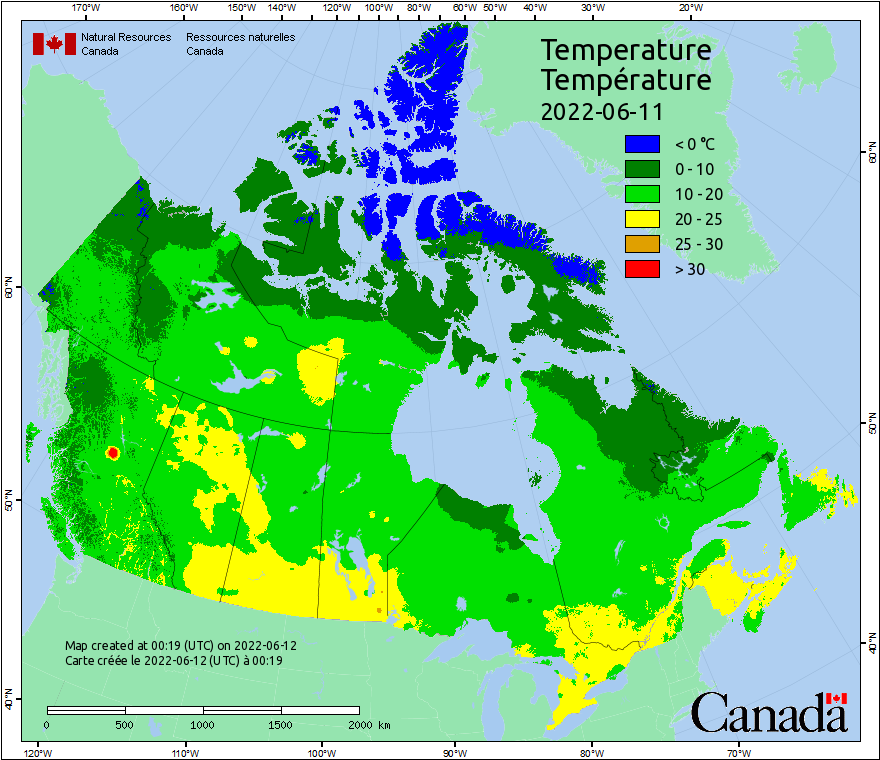 170°W 160°W 150°W 140°W 130°W 120°W 110°W 100°W 80°W 60°W 50°W 40°W 30°W 20°W
Natural Resources Ressources naturelles
Canada Canada
Temperature
Température
2022-06-11
< 0 °C
0 - 10
10 - 20
20 - 25
25 - 30
> 30
60°N
50°N
40°N
60°N
50°N
40°N
Map created at 00:19 (UTC) on 2022-06-12
Carte créée le 2022-06-12 (UTC) à 00:19
0 500 1000 1500 2000 km
Canada
120°W 110°W 100°W 90°W 80°W 70°W